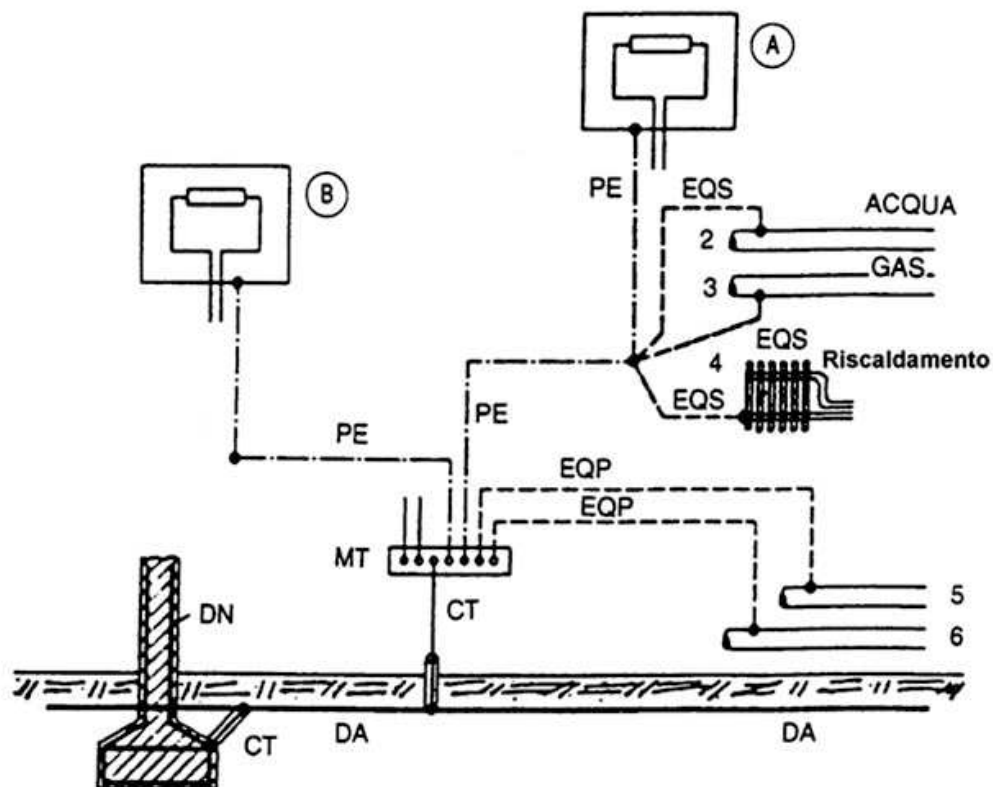 A
B
PE
EQS
ACQUA
2
GAS
3
EQS
4
Riscaldamento
EQS
PE
PE
EQP
EQP
MT
CT
5
DN
6
CT
DA
DA